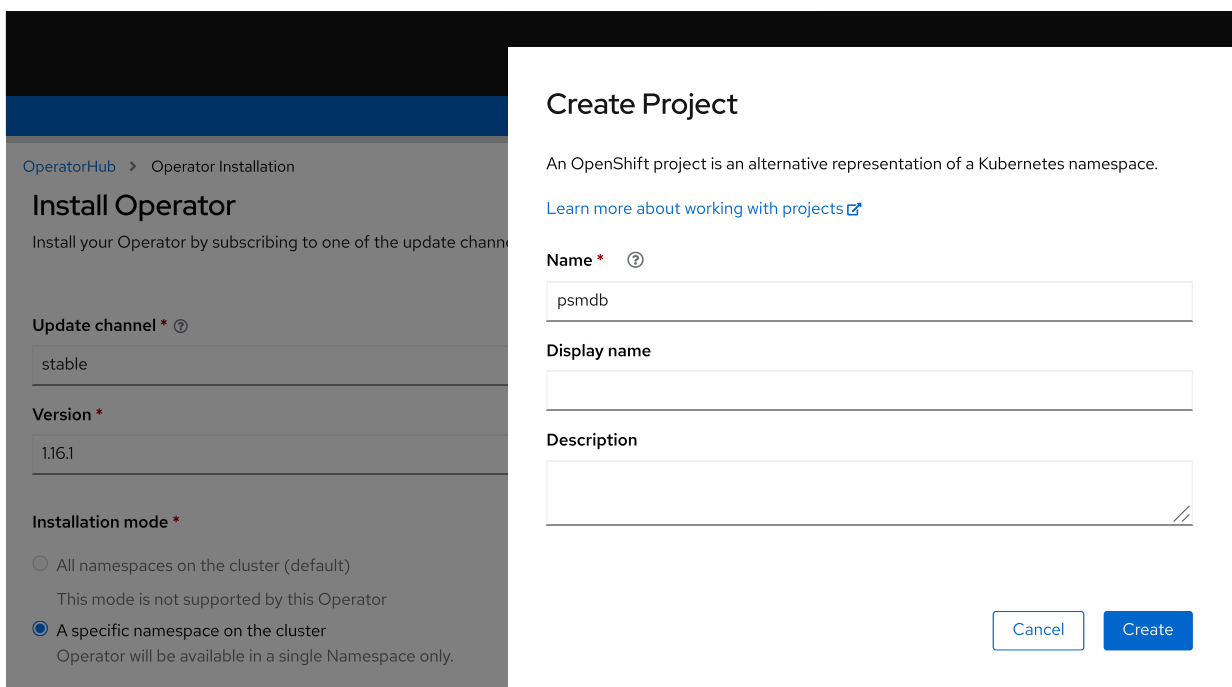 OperatorHub > Operator Installation
Install Operator
Install your Operator by subscribing to one of the update channe
Update channel * ?
stable
Version *
1.16.1
Installation mode *
All namespaces on the cluster (default)
This mode is not supported by this Operator
A specific namespace on the cluster
Operator will be available in a single Namespace only.
Create Project
An OpenShift project is an alternative representation of a Kubernetes namespace.
Learn more about working with projects
Name * ?
psmdb
Display name
Description
Cancel
Create